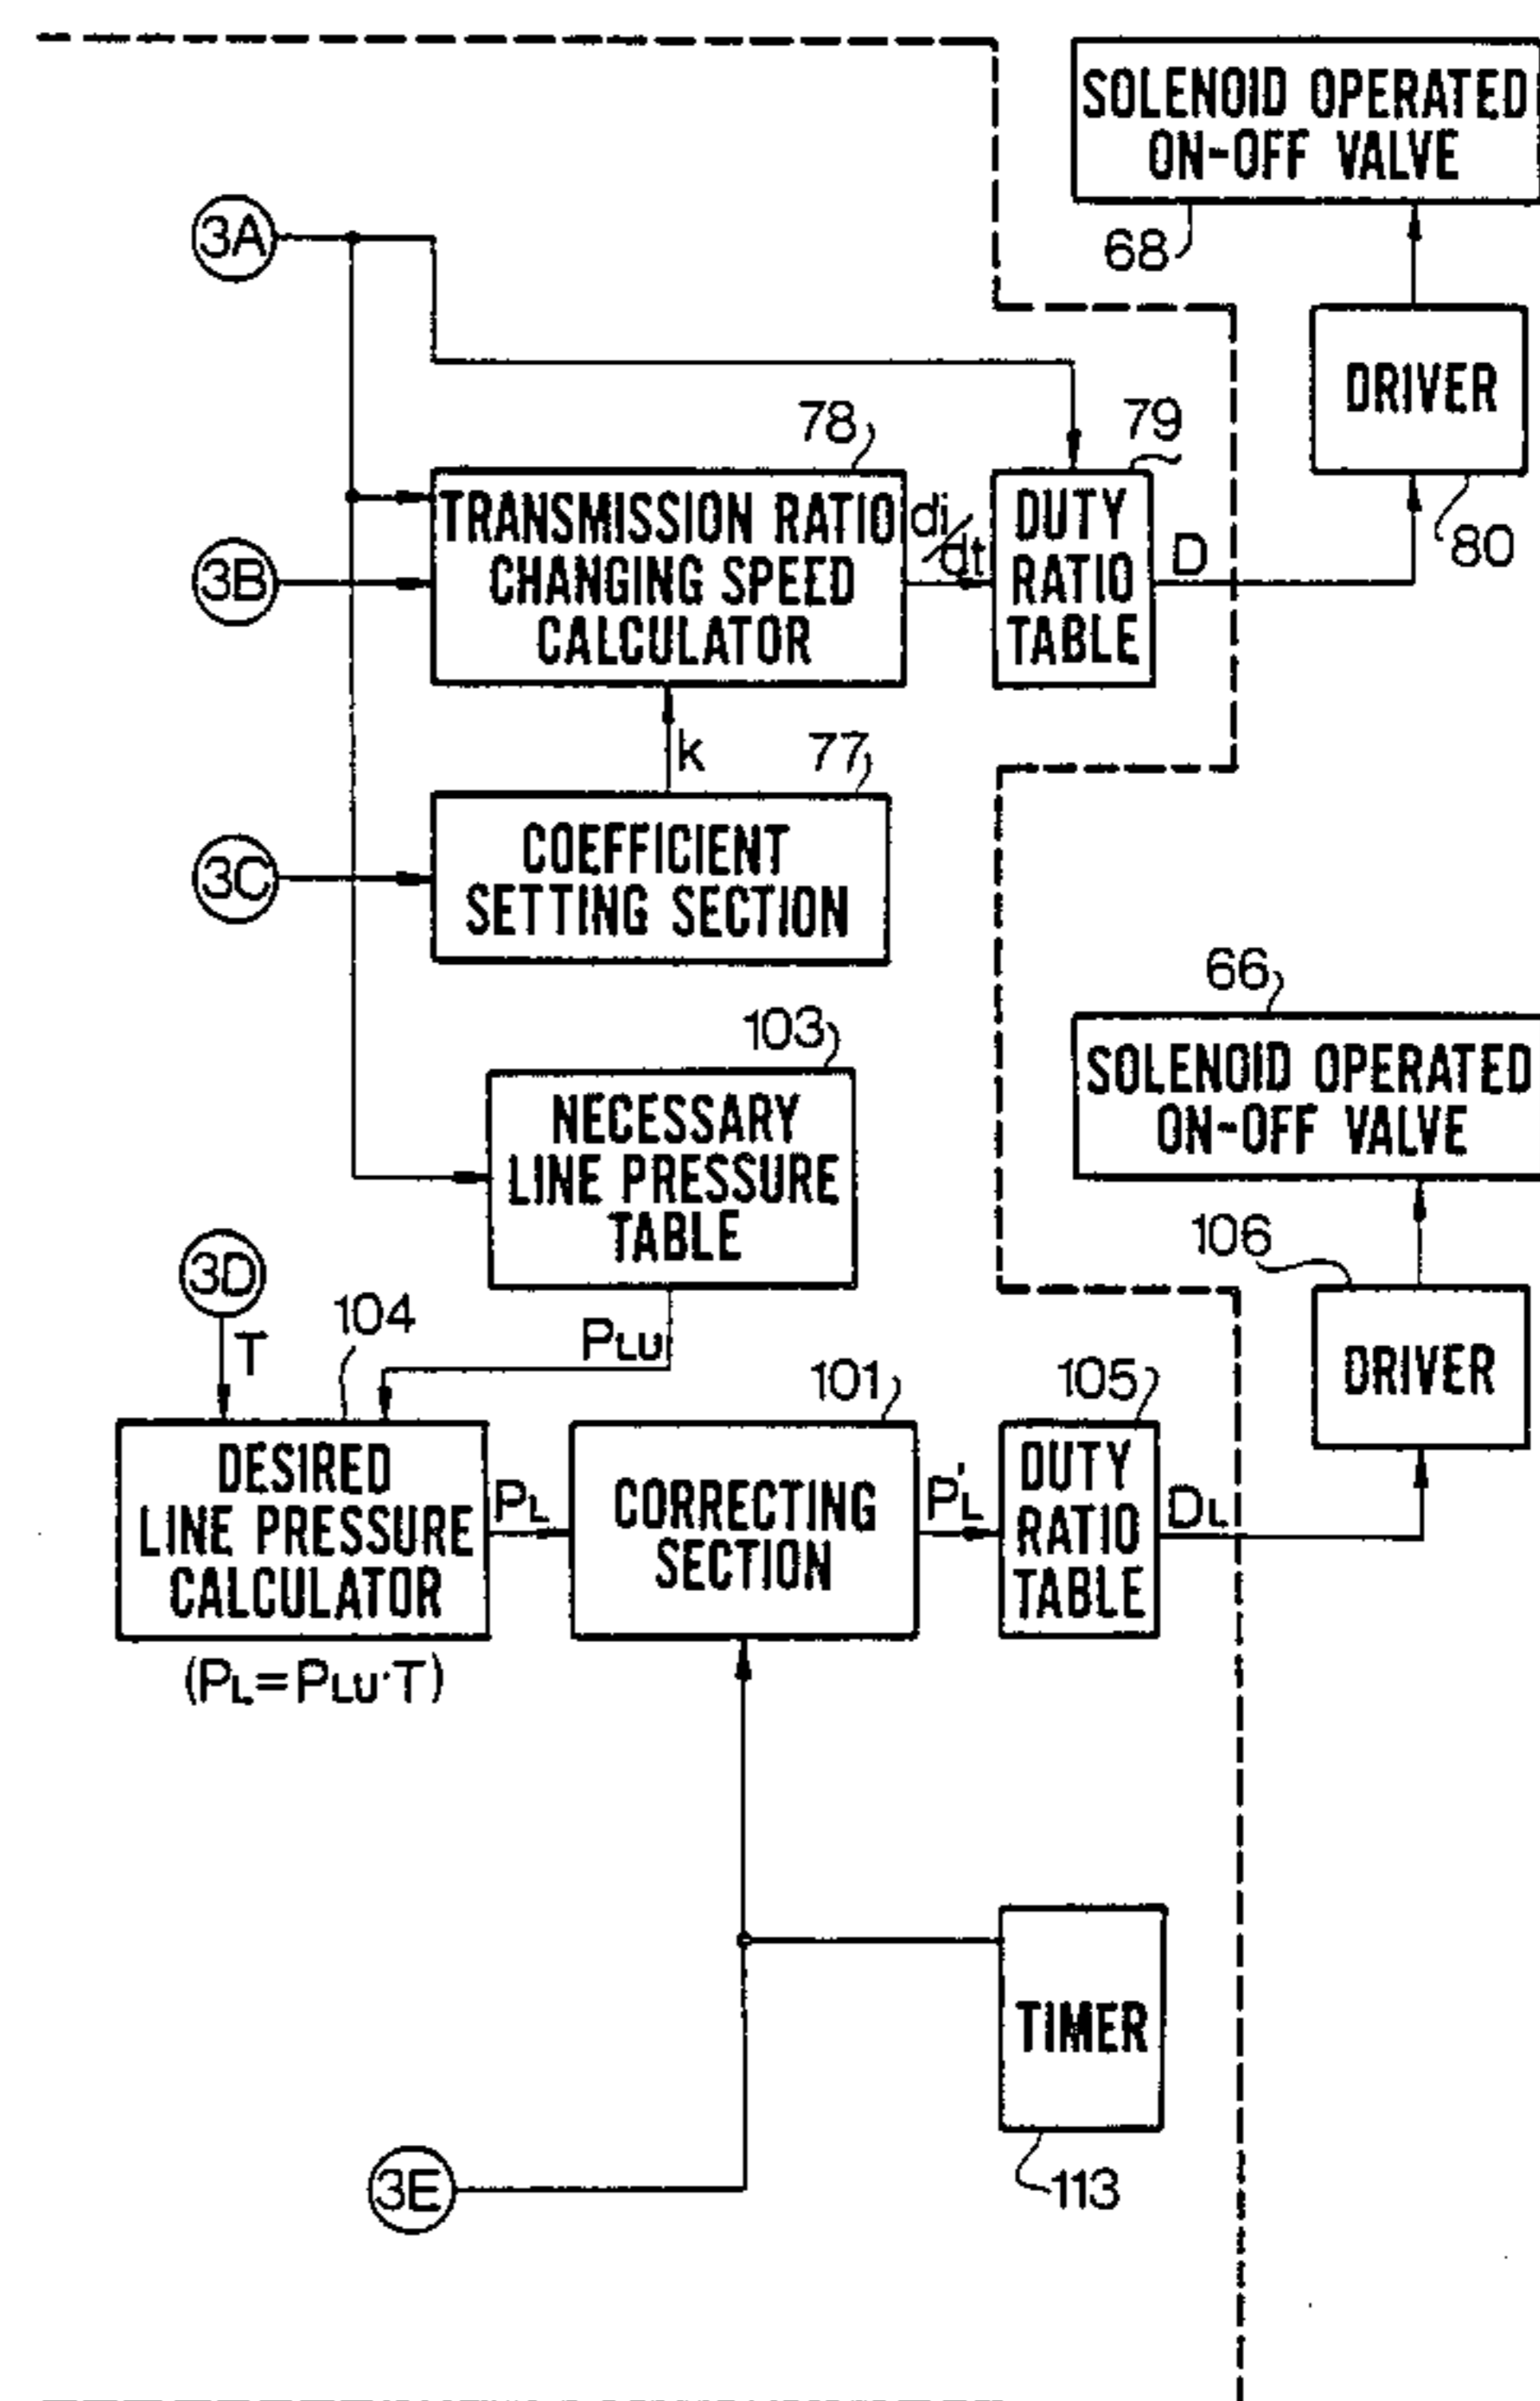 SOLENOID OPERATED
ON-OFF VALVE
68
3A
DRIVER
80
78
79
TRANSMISSION RATIO
CHANGING SPEED
CALCULATOR
di/dt
DUTY
RATIO
TABLE
D
3B
k
77
3C
COEFFICIENT
SETTING SECTION
66
SOLENOID OPERATED
ON-OFF VALVE
103
NECESSARY
LINE PRESSURE
TABLE
106
3D
T
104
PLU
101
105
DRIVER
DESIRED
LINE PRESSURE
CALCULATOR
PL
CORRECTING
SECTION
P'L
DUTY
RATIO
TABLE
DL
(PL=PLU·T)
TIMER
113
3E